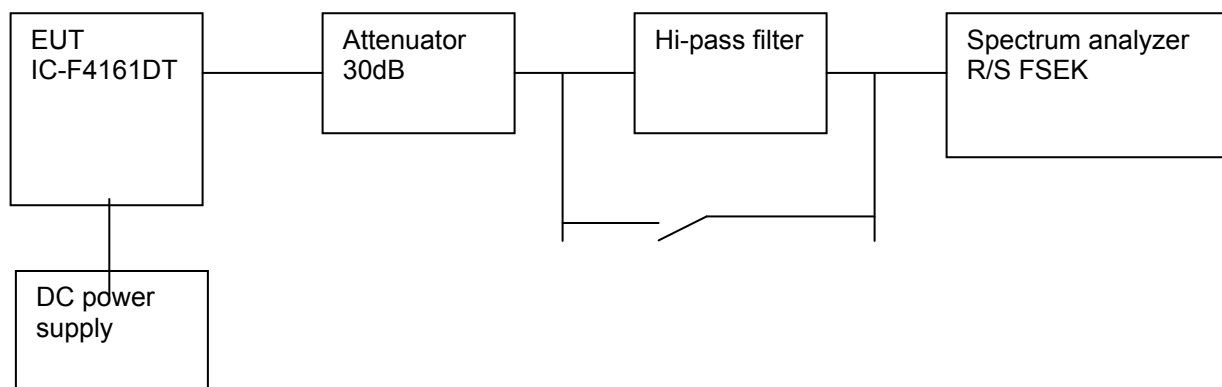 EUT
IC-F4161DT
Attenuator
30dB
Hi-pass filter
Spectrum analyzer
R/S FSEK
DC power
supply